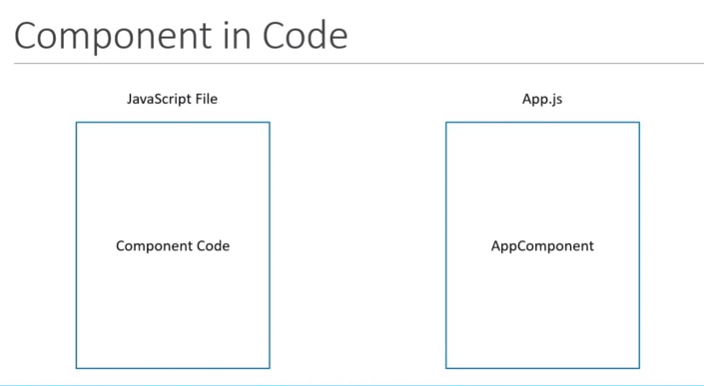 Component in Code
JavaScript File
App.js
Component Code
AppComponent